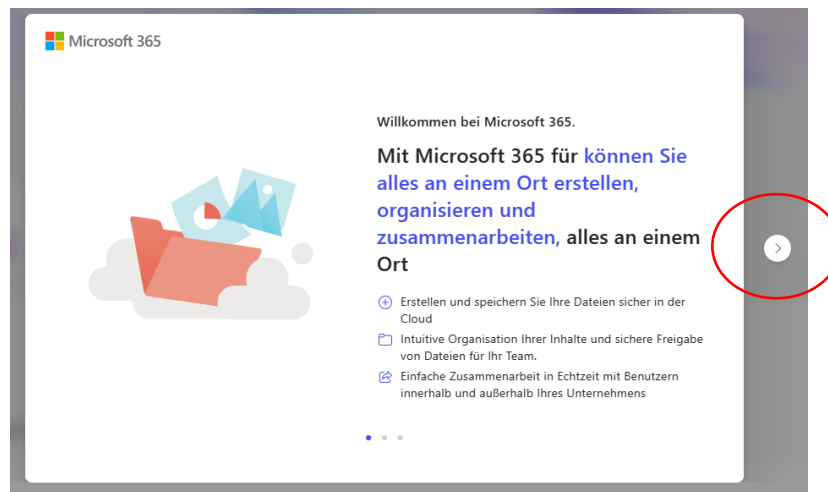 Microsoft 365
Willkommen bei Microsoft 365.
Mit Microsoft 365 für können Sie
alles an einem Ort erstellen,
organisieren und
zusammenarbeiten, alles an einem
Ort
Erstellen und speichern Sie Ihre Dateien sicher in der
Cloud
Intuitive Organisation Ihrer Inhalte und sichere Freigabe
von Dateien für Ihr Team.
Einfache Zusammenarbeit in Echtzeit mit Benutzern
innerhalb und außerhalb Ihres Unternehmens